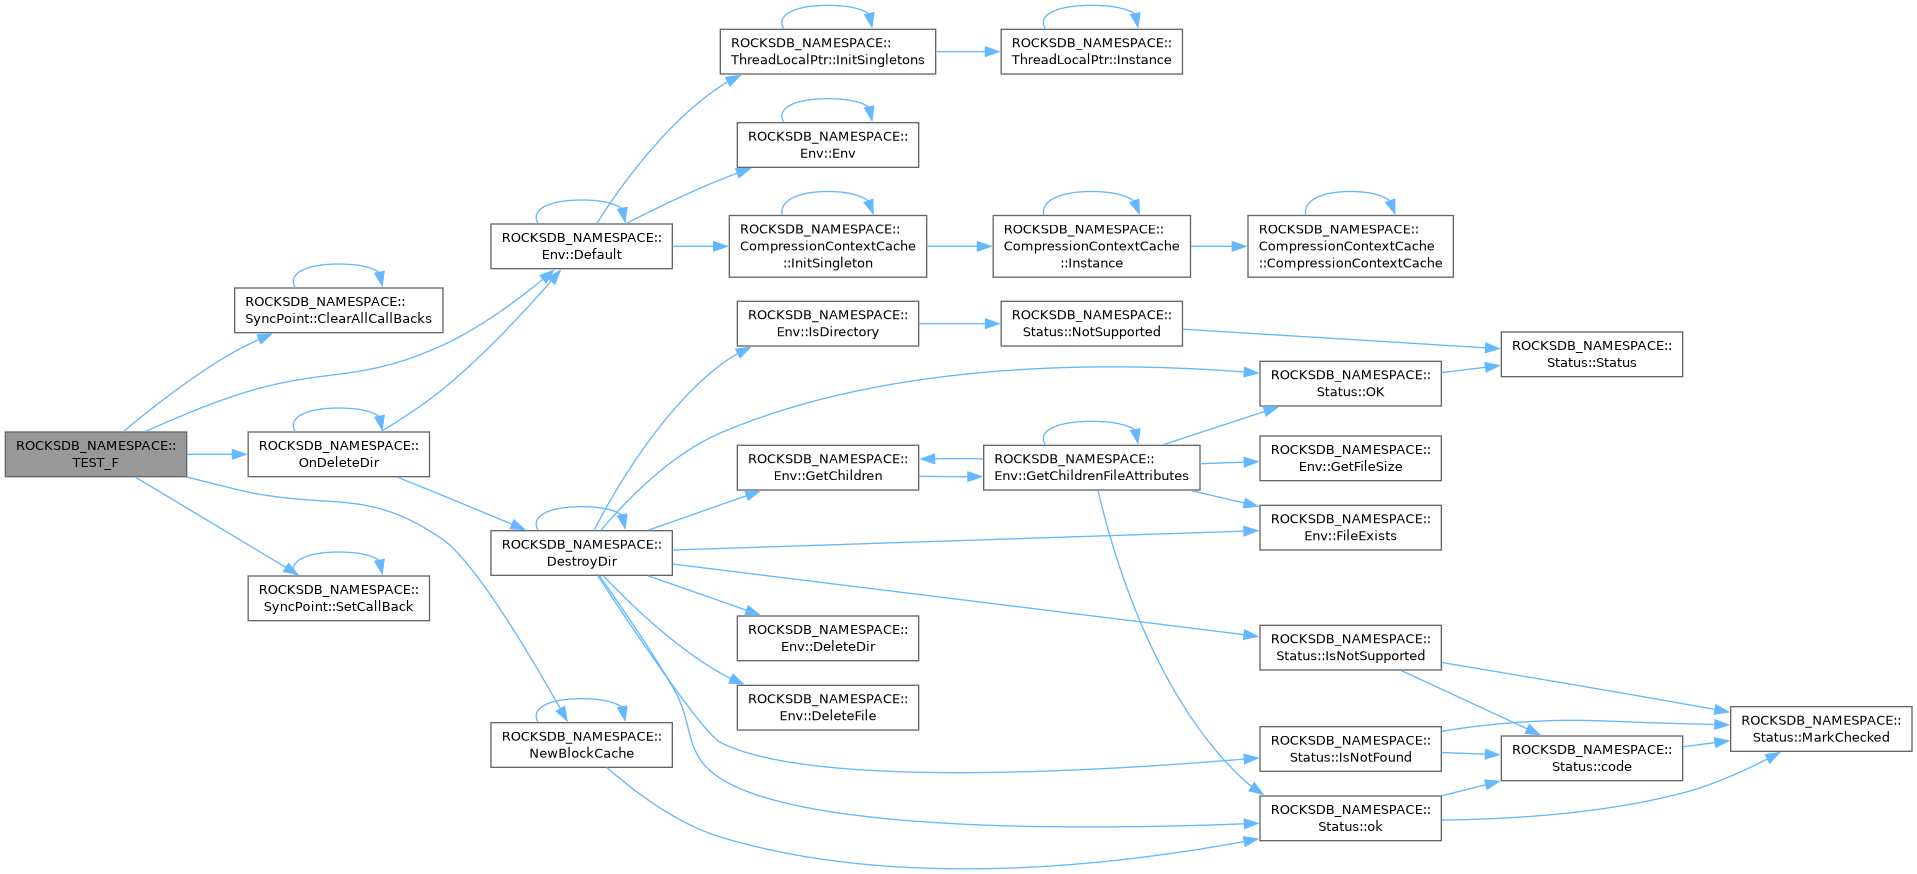 ROCKSDB_NAMESPACE::
TEST_F
ROCKSDB_NAMESPACE::
SyncPoint::ClearAllCallBacks
ROCKSDB_NAMESPACE::
OnDeleteDir
ROCKSDB_NAMESPACE::
SyncPoint::SetCallBack
ROCKSDB_NAMESPACE::
Env::Default
ROCKSDB_NAMESPACE::
DestroyDir
ROCKSDB_NAMESPACE::
NewBlockCache
ROCKSDB_NAMESPACE::
ThreadLocalPtr::InitSingletons
ROCKSDB_NAMESPACE::
Env::Env
ROCKSDB_NAMESPACE::
CompressionContextCache
::InitSingleton
ROCKSDB_NAMESPACE::
Env::IsDirectory
ROCKSDB_NAMESPACE::
Env::GetChildren
ROCKSDB_NAMESPACE::
Env::DeleteDir
ROCKSDB_NAMESPACE::
Env::DeleteFile
ROCKSDB_NAMESPACE::
ThreadLocalPtr::Instance
ROCKSDB_NAMESPACE::
CompressionContextCache
::Instance
ROCKSDB_NAMESPACE::
Status::NotSupported
ROCKSDB_NAMESPACE::
Env::GetChildrenFileAttributes
ROCKSDB_NAMESPACE::
CompressionContextCache
::CompressionContextCache
ROCKSDB_NAMESPACE::
Status::OK
ROCKSDB_NAMESPACE::
Env::GetFileSize
ROCKSDB_NAMESPACE::
Env::FileExists
ROCKSDB_NAMESPACE::
Status::IsNotSupported
ROCKSDB_NAMESPACE::
Status::IsNotFound
ROCKSDB_NAMESPACE::
Status::ok
ROCKSDB_NAMESPACE::
Status::Status
ROCKSDB_NAMESPACE::
Status::code
ROCKSDB_NAMESPACE::
Status::MarkChecked